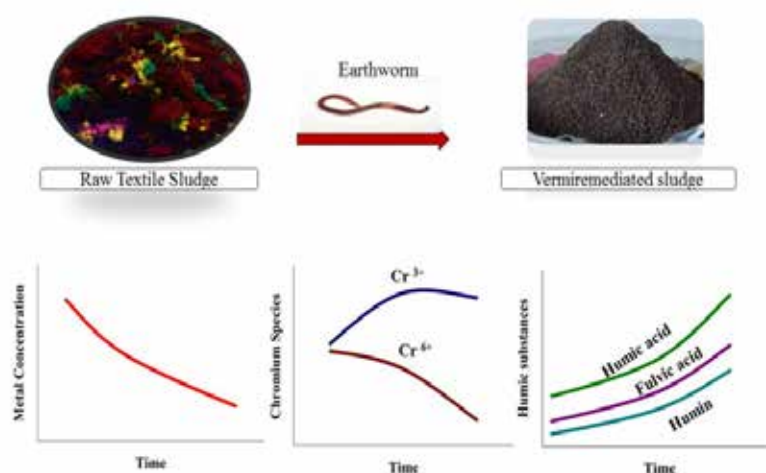 Earthworm
Raw Textile Sludge
Vermiremediated sludge
Metal Concentration
Time
Chromium Species
Cr 3+
Cr 6+
Time
Humic substances
Humic acid
Fulvic acid
Humin
Time